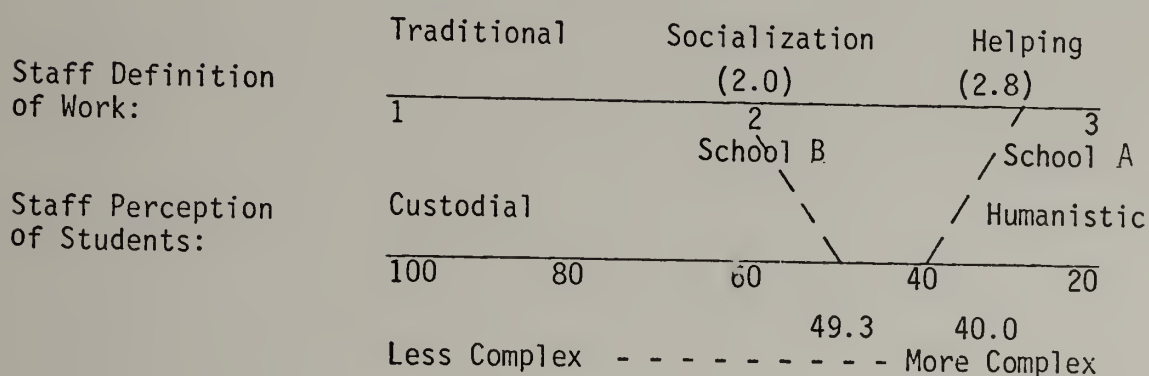 Traditional Socialization Helping
Staff Definition
of Work:
(2.0) (2.8)
1 2 3
School B School A
Staff Perception
of Students:
Custodial Humanistic
100 80 60 40 20
49.3 40.0
Less Complex - - - - - - - - - More Complex